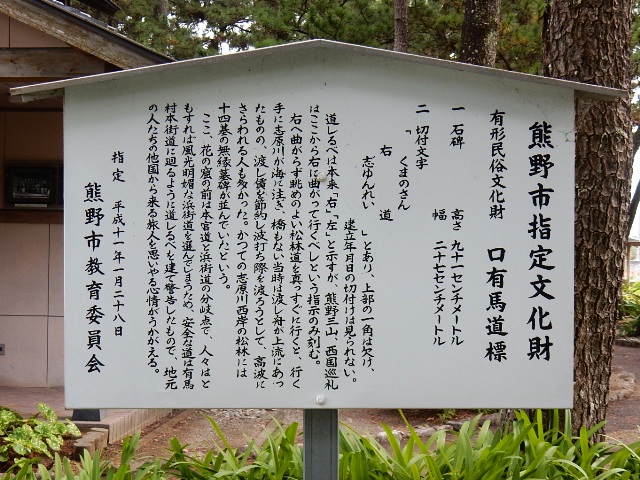 熊野市指定文化財
有形民俗文化財　口有馬道標
一　石碑　高さ　九十一センチメートル
幅　二十七センチメートル
二　切付文字
「　くまのさん
右　道
志ゆんれい　」とあり、上部の一角は欠け、
建立年月日の切付けは見られない。
道しるべは本来「右」「左」と示すが、熊野三山、西国巡礼
はここから右に曲がって行くべしという指示のみ刻む。
右へ曲がらず眺めのよい松林道を真っすぐに行くと、行く
手に志原川が海に注ぎ、橋もない当時は渡し舟が上流にあっ
たものの、渡し賃を節約し波打ち際を渡ろうとして、高波に
さらわれる人も多かった。かつての志原川西岸の松林には
十四基の無縁墓碑が並んでいたという。
ここ、花の窟の前は本宮道と浜街道の分岐点で、人々はと
もすれば風光明媚な浜街道を選んでしまうため、安全な道は有馬
村本街道に廻るように道しるべを建て警告したもので、地元
の人たちの他国から来る旅人を思いやる心情がうかがえる。
指定　平成十一年一月二十八日
熊野市教育委員会